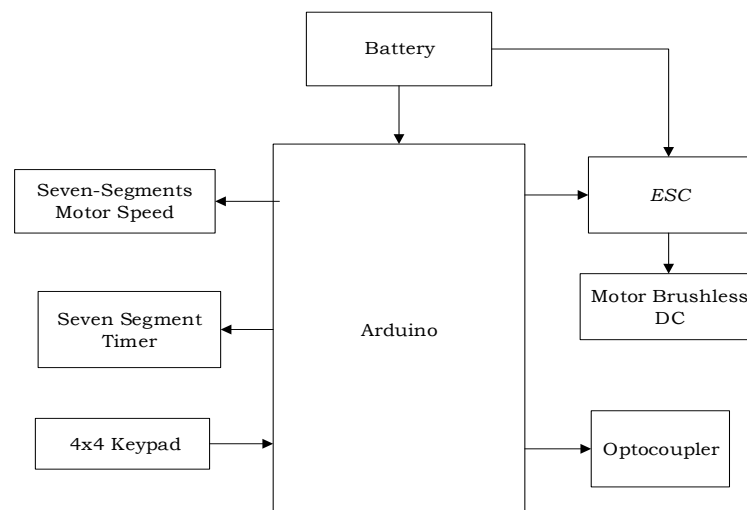 Battery
Seven-Segments
Motor Speed
ESC
Motor Brushless
DC
Seven Segment
Timer
Arduino
4x4 Keypad
Optocoupler